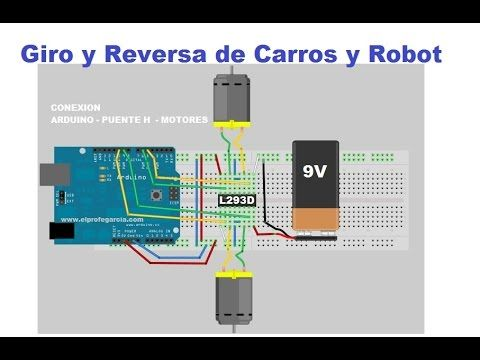 Giro y Reversa de Carros y Robot
CONEXION
ARDUINO - PUENTE H - MOTORES
Arduino
L293D
9V
www.elprofegarcia.com